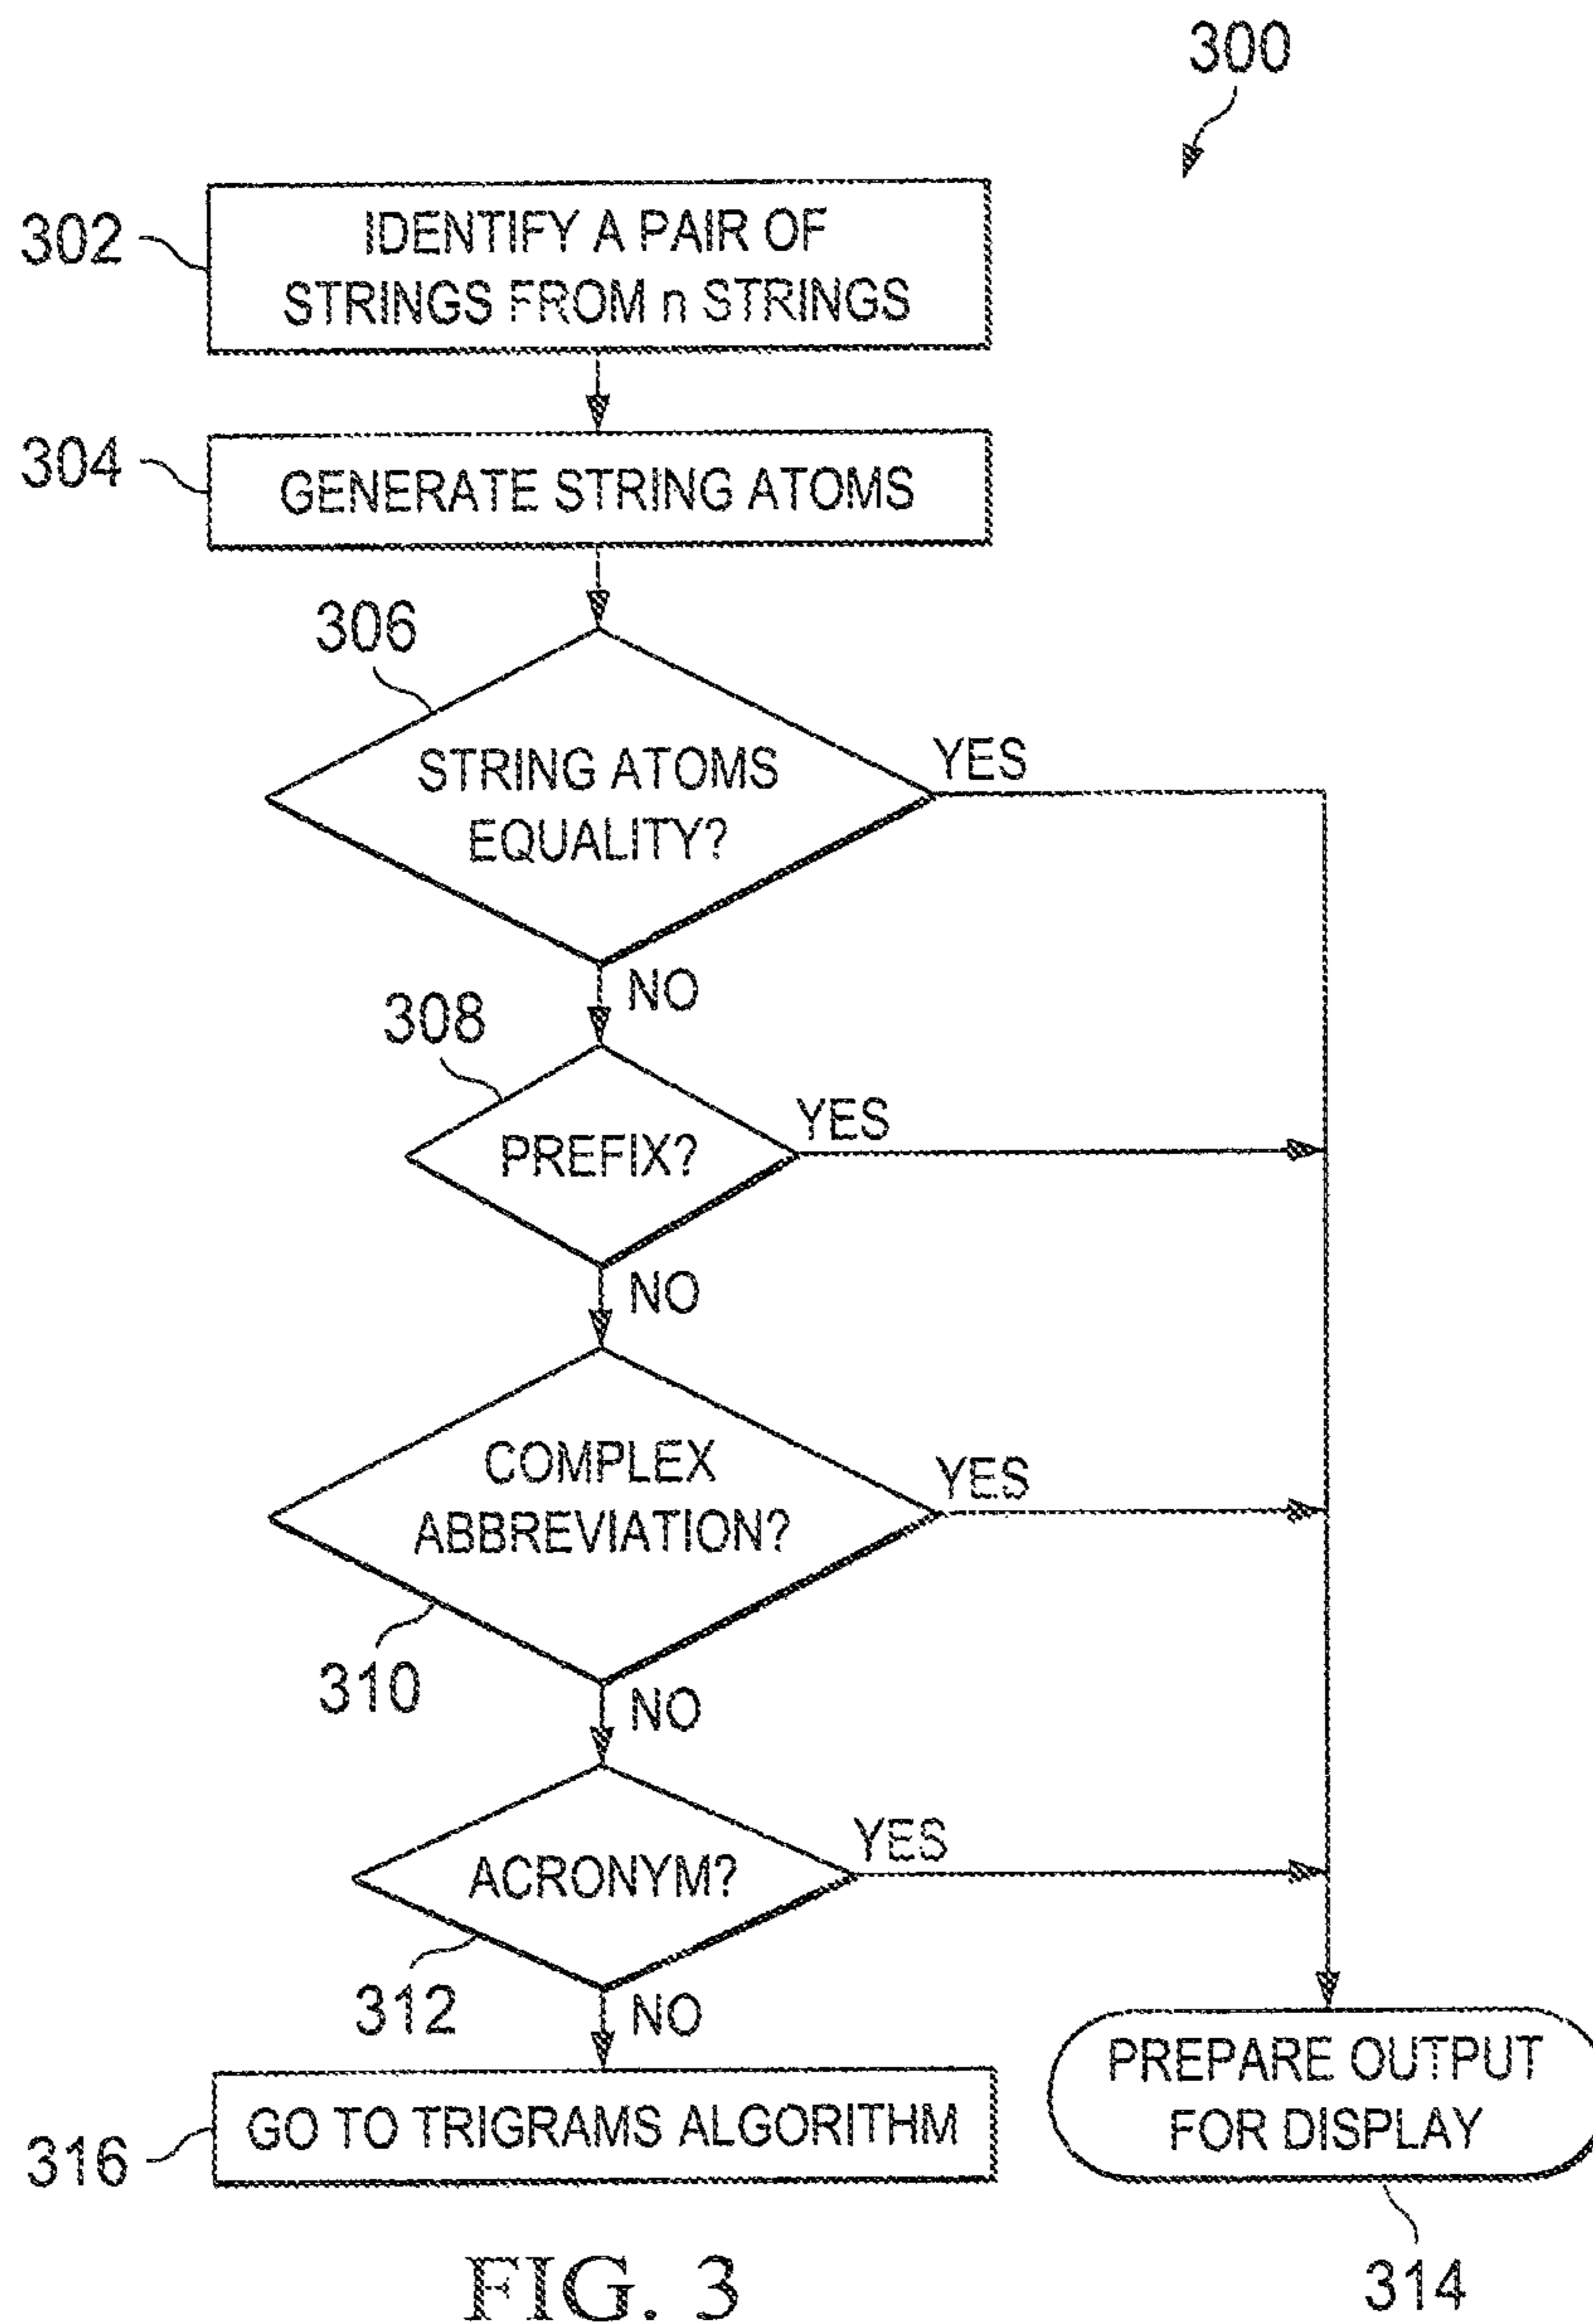 300
302
IDENTIFY A PAIR OF
STRINGS FROM n STRINGS
304
GENERATE STRING ATOMS
306
STRING ATOMS
EQUALITY?
YES
NO
308
PREFIX?
YES
NO
COMPLEX
ABBREVIATION?
YES
310
NO
ACRONYM?
YES
312
NO
316
GO TO TRIGRAMS ALGORITHM
PREPARE OUTPUT
FOR DISPLAY
314
FIG. 3